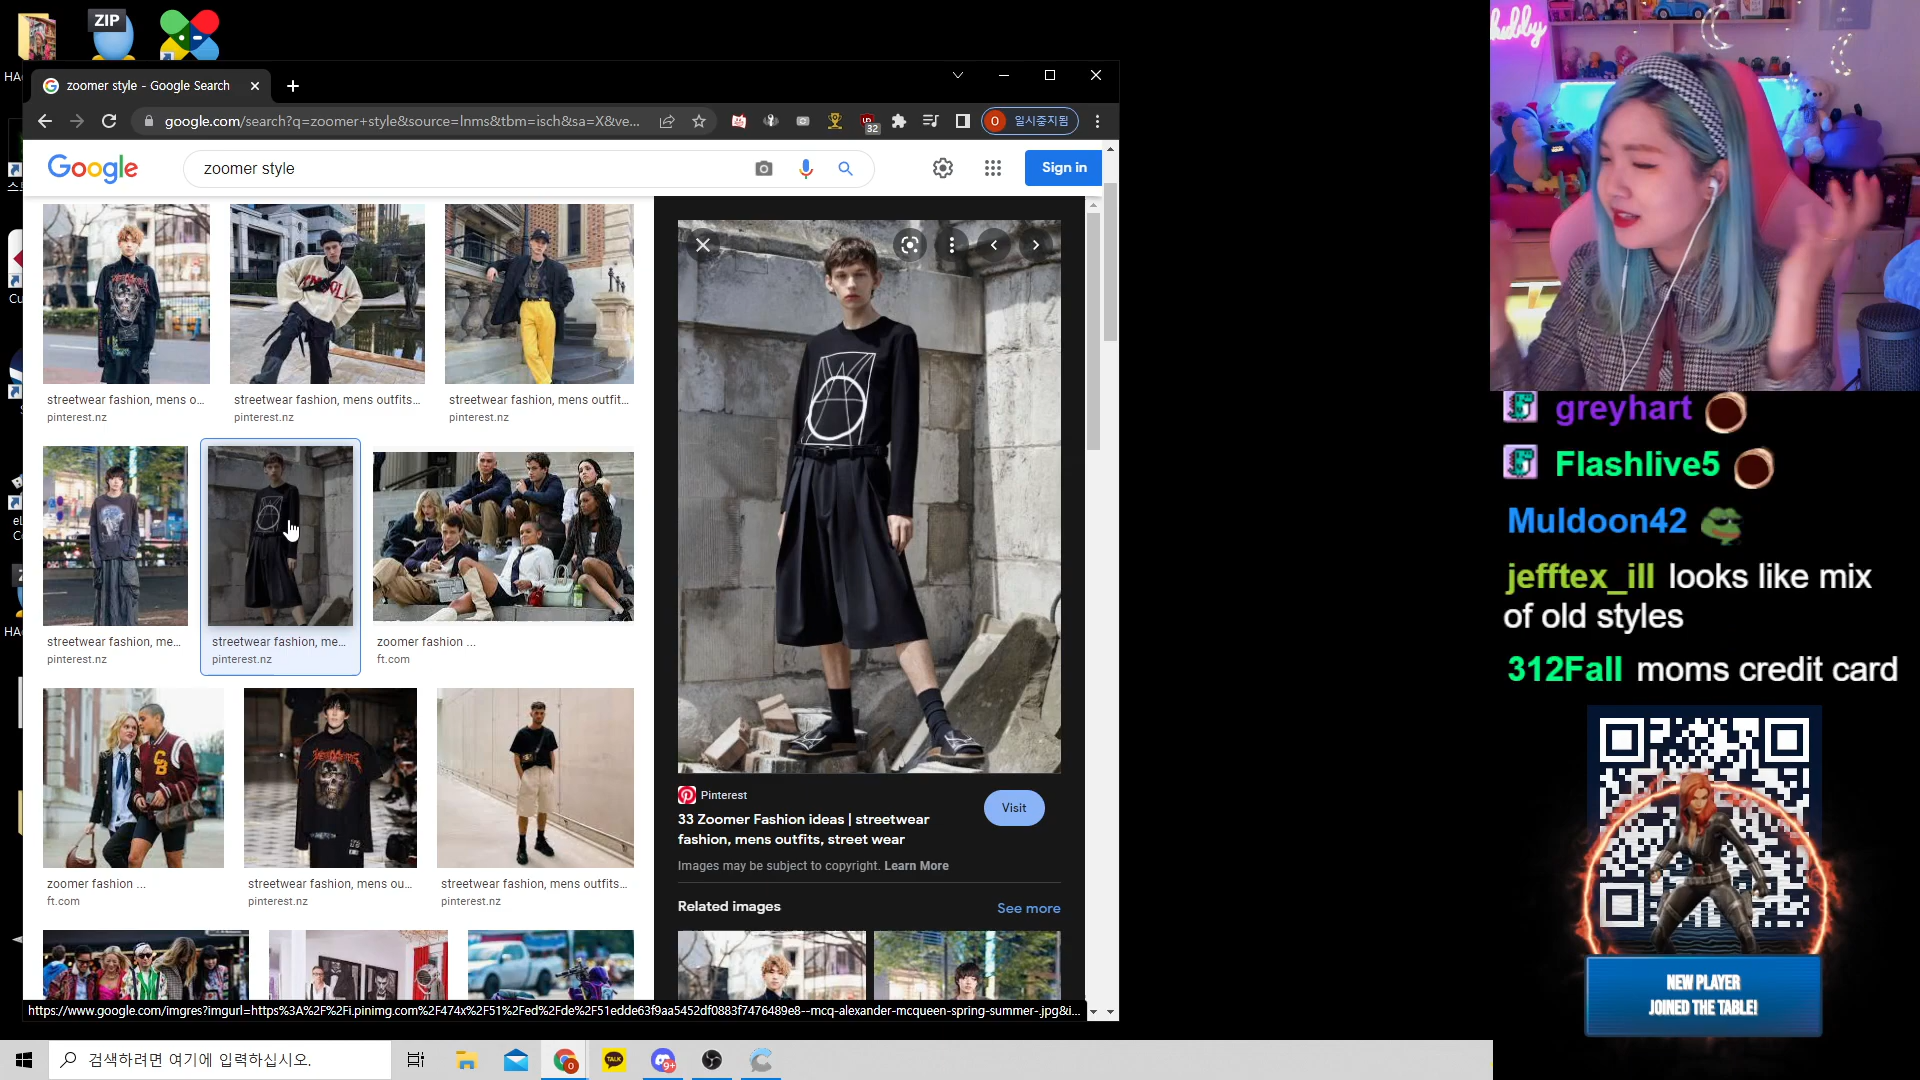 ZIP
HA
zoomer style - Google Search
google.com/search?q=zoomer+style&source=lnms&tbm=isch&sa=X&ve...
32
0
일시중지됨
Google
zoomer style
Sign in
streetwear fashion, mens o...
pinterest.nz
streetwear fashion, mens outfits...
pinterest.nz
streetwear fashion, mens outfit...
pinterest.nz
streetwear fashion, me...
pinterest.nz
streetwear fashion, me...
pinterest.nz
zoomer fashion ...
ft.com
zoomer fashion ...
ft.com
streetwear fashion, mens ou...
pinterest.nz
streetwear fashion, mens outfits...
pinterest.nz
Pinterest
33 Zoomer Fashion ideas | streetwear
fashion, mens outfits, street wear
Visit
Images may be subject to copyright. Learn More
Related images
See more
https://www.google.com/imgres?imgurl=https%3A%2F%2Fi.pinimg.com%2F474x%2F51%2Fed%2Fde%2F51edde63f9aa5452df0883f7476489e8--mcq-alexander-mcqueen-spring-summer-.jpg&i...
검색하려면 여기에 입력하십시오.
TALK
9+
greyhart
Flashlive5
Muldoon42
jefftex_ill looks like mix
of old styles
312Fall moms credit card
NEW PLAYER
JOINED THE TABLE!